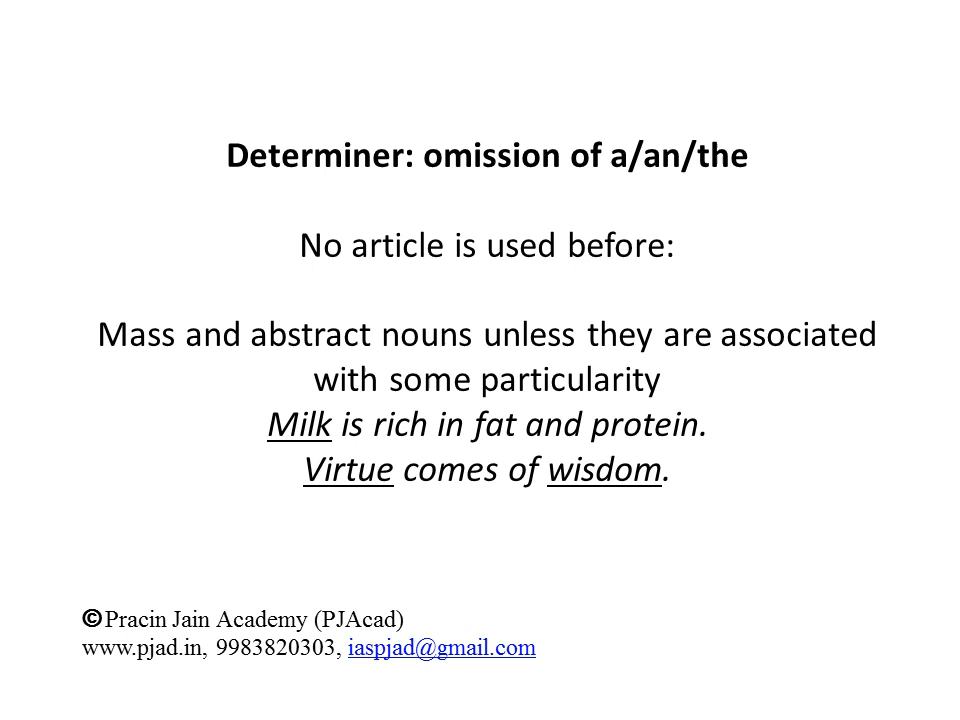 Determiner: omission of a/an/the
No article is used before:
Mass and abstract nouns unless they are associated
with some particularity
Milk is rich in fat and protein.
Virtue comes of wisdom.
©Pracin Jain Academy (PJAcad)
www.pjad.in, 9983820303, iaspjad@gmail.com